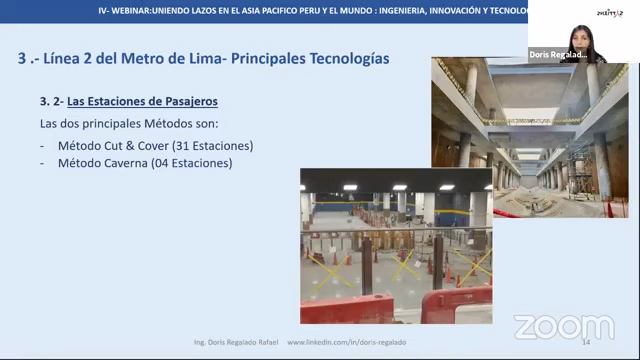 IV- WEBINAR:UNIENDO LAZOS EN EL ASIA PACIFICO PERU Y EL MUNDO : INGENIERIA, INNOVACIÓN Y TECNOLO
Doris Regalad...
3 .- Línea 2 del Metro de Lima- Principales Tecnologías
3. 2- Las Estaciones de Pasajeros
Las dos principales Métodos son:
- Método Cut & Cover (31 Estaciones)
- Método Caverna (04 Estaciones)
Ing. Doris Regalado Rafael www.linkedin.com/in/doris-regalado
zoom
14